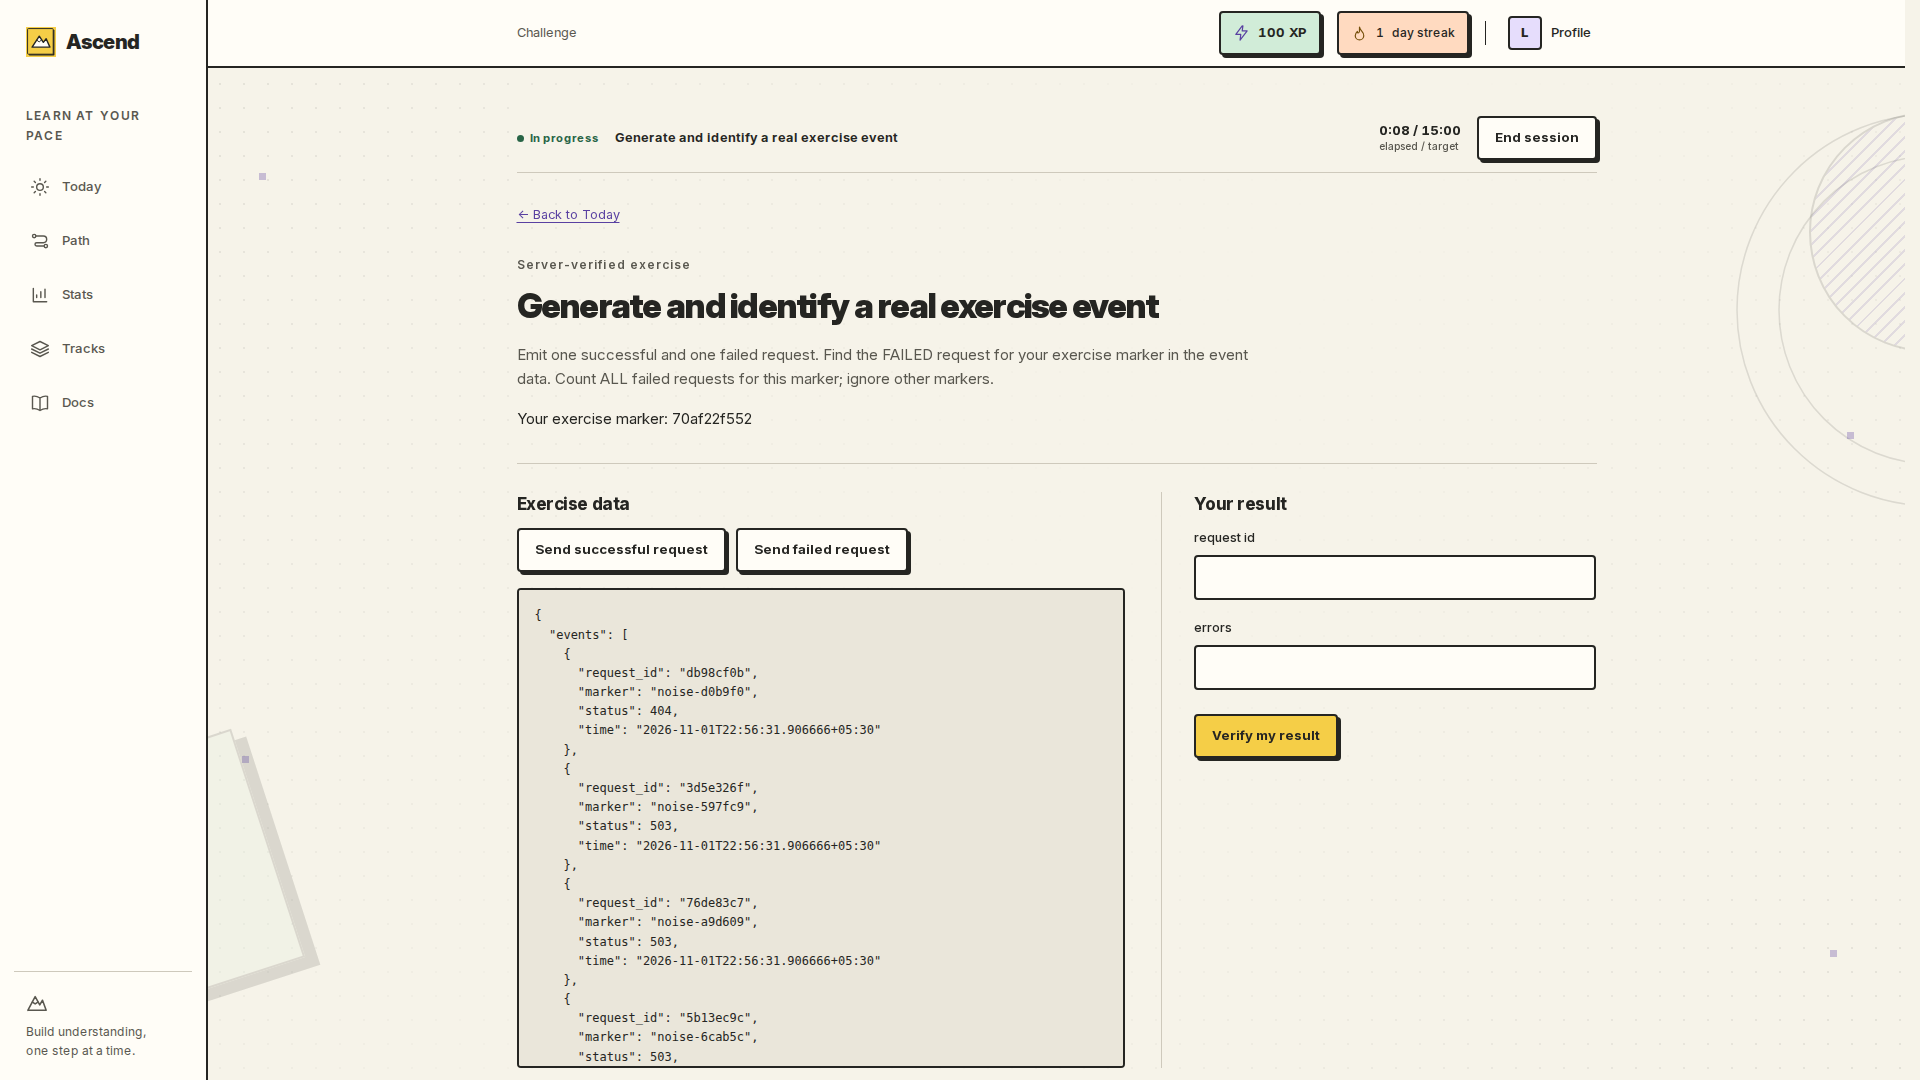 Ascend
LEARN AT YOUR
PACE
Today
Path
Stats
Tracks
Docs
Build understanding,
one step at a time.
Challenge
100 XP
1 day streak
L
Profile
In progress
Generate and identify a real exercise event
0:08 / 15:00
elapsed / target
End session
← Back to Today
Server-verified exercise
Generate and identify a real exercise event
Emit one successful and one failed request. Find the FAILED request for your exercise marker in the event
data. Count ALL failed requests for this marker; ignore other markers.
Your exercise marker: 70af22f552
Exercise data
Send successful request
Send failed request
{
"events": [
{
"request_id": "db98cf0b",
"marker": "noise-d0b9f0",
"status": 404,
"time": "2026-11-01T22:56:31.906666+05:30"
},
{
"request_id": "3d5e326f",
"marker": "noise-597fc9",
"status": 503,
"time": "2026-11-01T22:56:31.906666+05:30"
},
{
"request_id": "76de83c7",
"marker": "noise-a9d609",
"status": 503,
"time": "2026-11-01T22:56:31.906666+05:30"
},
{
"request_id": "5b13ec9c",
"marker": "noise-6cab5c",
"status": 503,
Your result
request id
errors
Verify my result